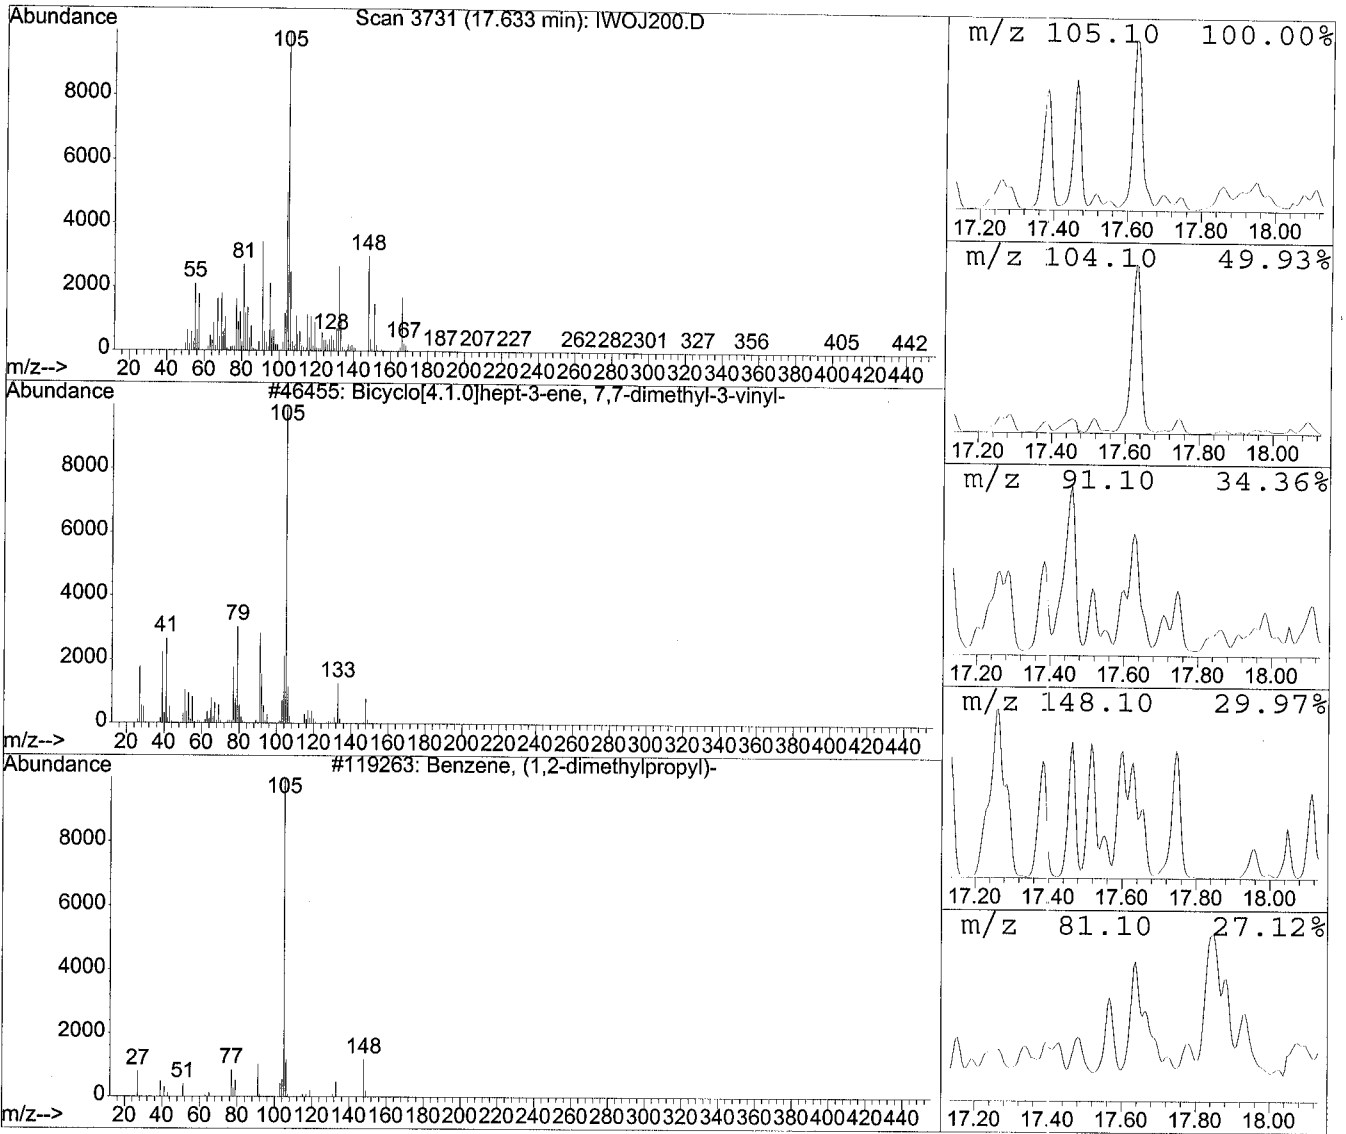 Abundance
Scan 3731 (17.633 min): IWOJ200.D
105
8000
6000
4000
2000
0
55
81
128
148
167
187 207 227
262 282 301
327
356
405
442
m/z-->
20 40 60 80 100 120 140 160 180 200 220 240 260 280 300 320 340 360 380 400 420 440
Abundance
#46455: Bicyclo[4.1.0]hept-3-ene, 7,7-dimethyl-3-vinyl-
105
8000
6000
4000
2000
0
41
79
133
m/z-->
20 40 60 80 100 120 140 160 180 200 220 240 260 280 300 320 340 360 380 400 420 440
Abundance
#119263: Benzene, (1,2-dimethylpropyl)-
105
8000
6000
4000
2000
0
27
51
77
148
m/z-->
20 40 60 80 100 120 140 160 180 200 220 240 260 280 300 320 340 360 380 400 420 440
m/z 105.10 100.00%
17.20 17.40 17.60 17.80 18.00
m/z 104.10 49.93%
17.20 17.40 17.60 17.80 18.00
m/z 91.10 34.36%
17.20 17.40 17.60 17.80 18.00
m/z 148.10 29.97%
17.20 17.40 17.60 17.80 18.00
m/z 81.10 27.12%
17.20 17.40 17.60 17.80 18.00